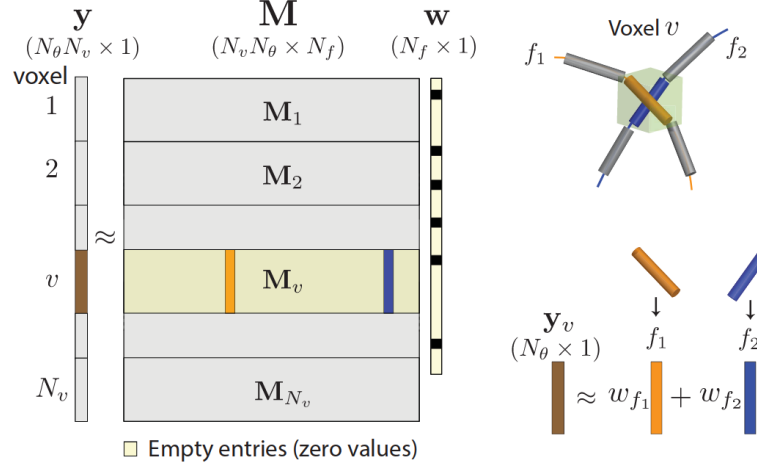 y
(N_θN_v × 1)
M
(N_vN_θ × N_f)
w
(N_f × 1)
voxel
1
2
v
N_v
≈
M_1
M_2
M_v
M_{N_v}
Empty entries (zero values)
Voxel v
f_1
f_2
y_v
(N_θ × 1)
f_1
f_2
≈ w_{f_1} + w_{f_2}